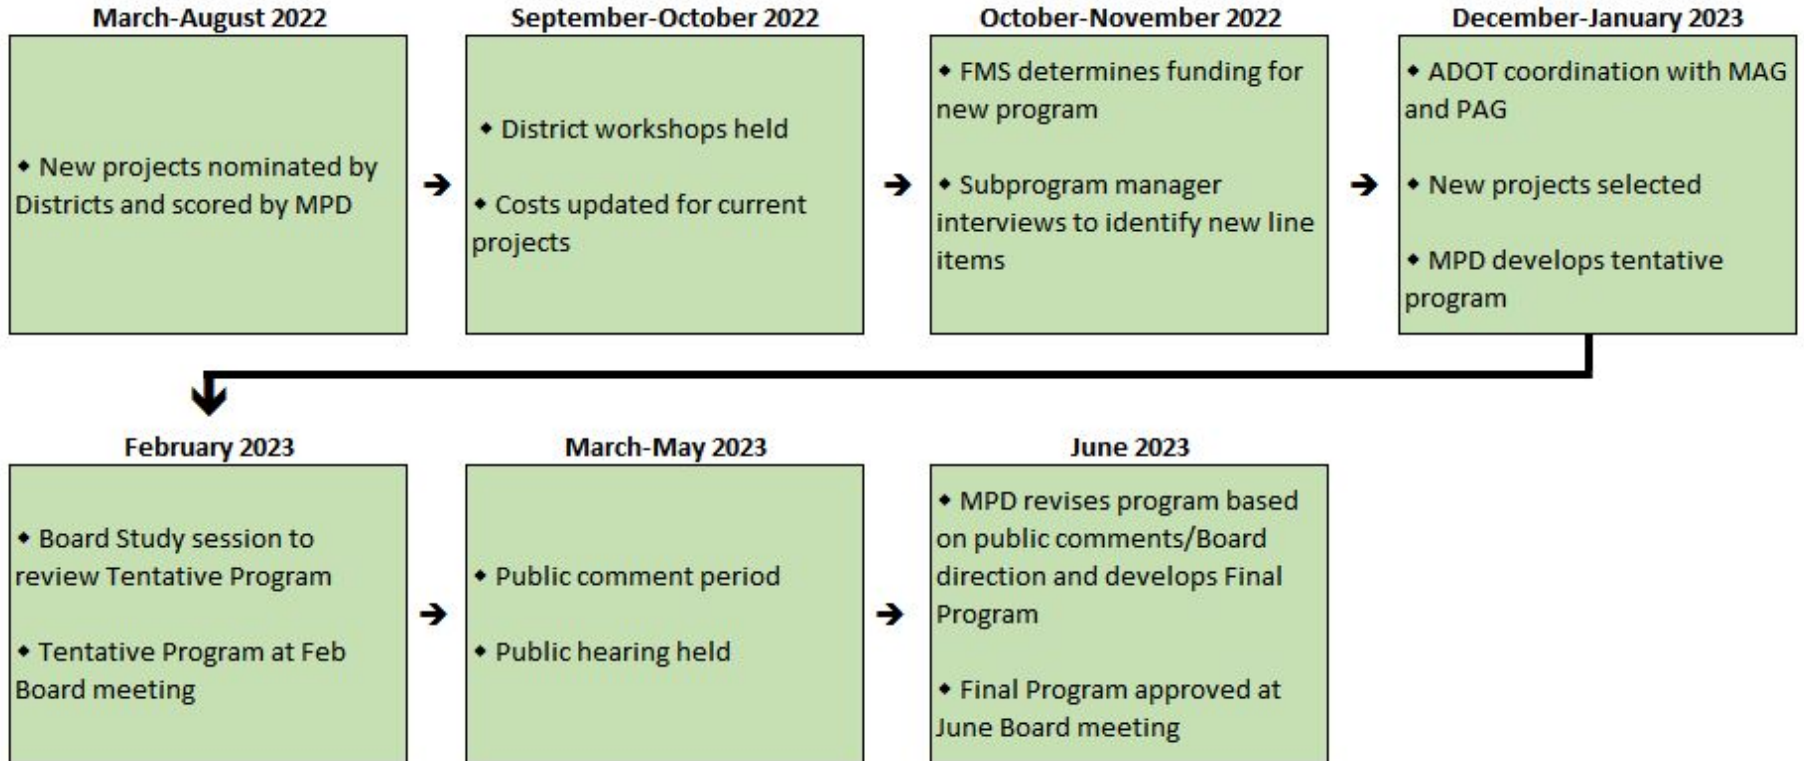 March-August 2022
◆ New projects nominated by
Districts and scored by MPD
➔
September-October 2022
◆ District workshops held
◆ Costs updated for current
projects
➔
October-November 2022
◆ FMS determines funding for
new program
◆ Subprogram manager
interviews to identify new line
items
➔
December-January 2023
◆ ADOT coordination with MAG
and PAG
◆ New projects selected
◆ MPD develops tentative
program
February 2023
◆ Board Study session to
review Tentative Program
◆ Tentative Program at Feb
Board meeting
➔
March-May 2023
◆ Public comment period
◆ Public hearing held
➔
June 2023
◆ MPD revises program based
on public comments/Board
direction and develops Final
Program
◆ Final Program approved at
June Board meeting